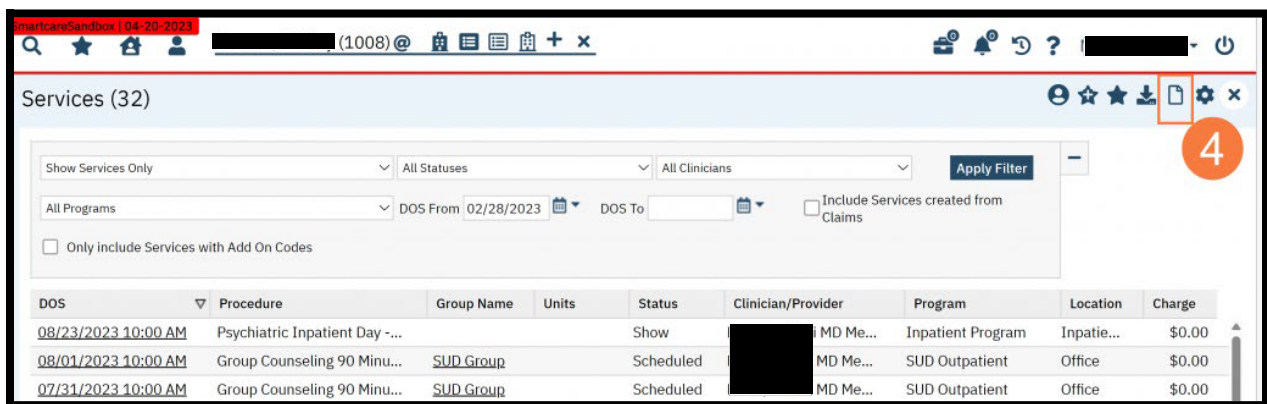 SmartcareSandbox | 04-20-2023
(1008) @
0 0 ?
Services (32)
4
Show Services Only All Statuses All Clinicians Apply Filter
All Programs DOS From 02/28/2023 DOS To Include Services created from
Claims
Only include Services with Add On Codes
DOS Procedure Group Name Units Status Clinician/Provider Program Location Charge
08/23/2023 10:00 AM Psychiatric Inpatient Day -... Show MD Me... Inpatient Program Inpatie... $0.00
08/01/2023 10:00 AM Group Counseling 90 Minu... SUD Group Scheduled MD Me... SUD Outpatient Office $0.00
07/31/2023 10:00 AM Group Counseling 90 Minu... SUD Group Scheduled MD Me... SUD Outpatient Office $0.00